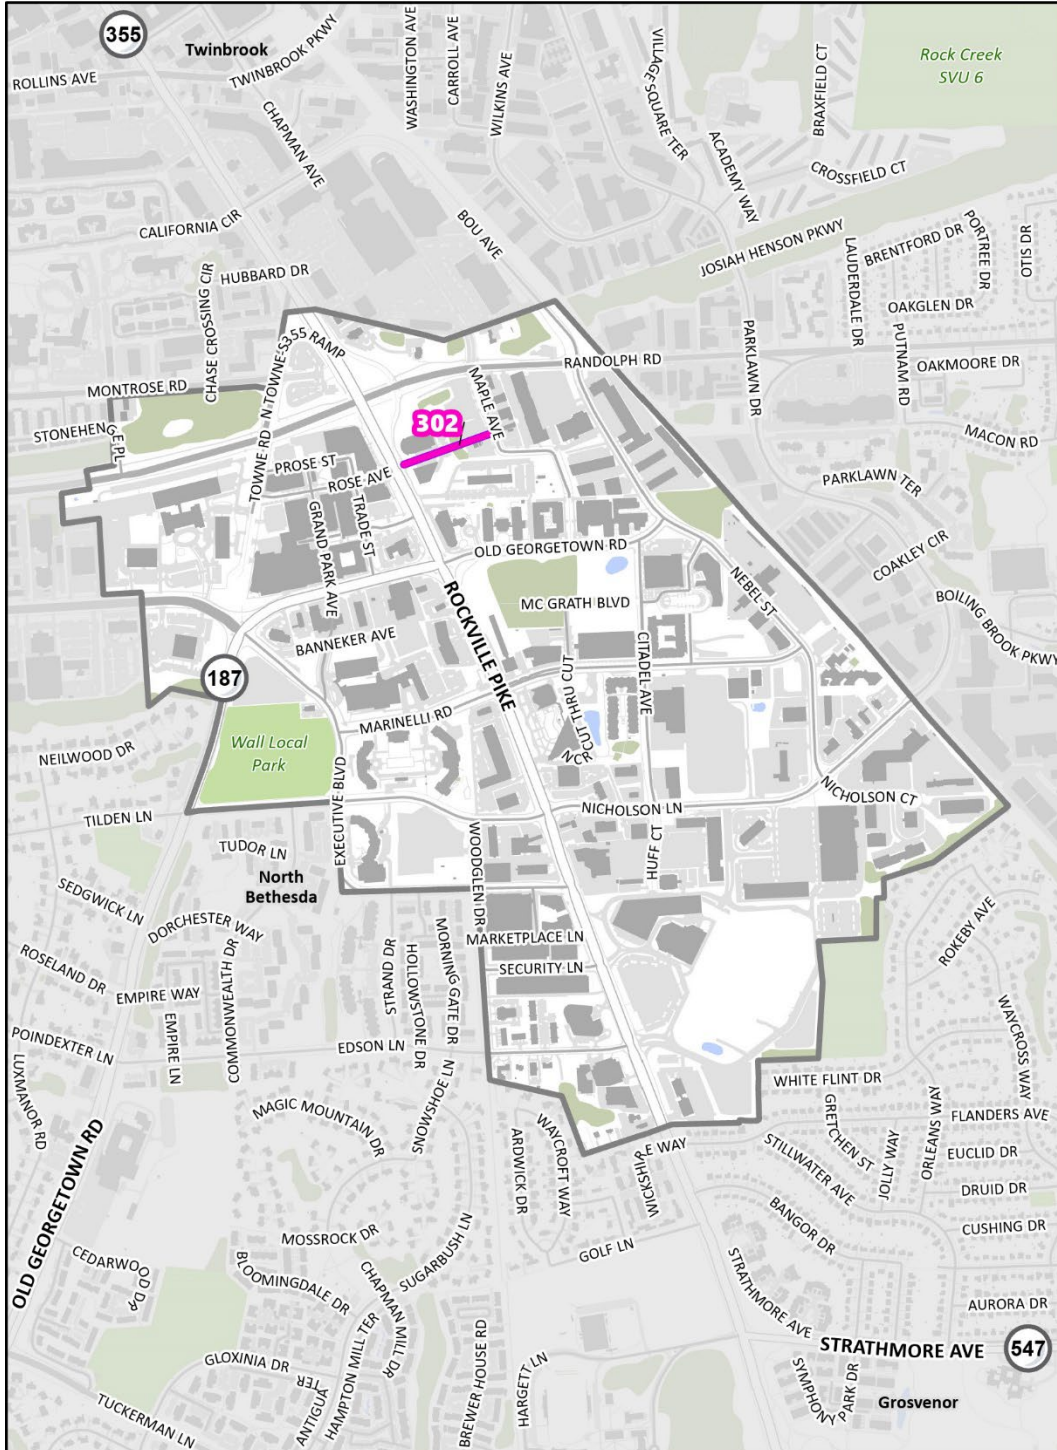 355
Twinbrook
ROLLINS AVE
TWINBROOK PKWY
WASHINGTON AVE
CARROLL AVE
WILKINS AVE
VILLAGE SQUARE TER
BRAXFIELD CT
Rock Creek
SVU 6
CHAPMAN AVE
ACADEMY WAY
CROSSFIELD CT
CALIFORNIA CIR
BOU AVE
JOSIAH HENSON PKWY
LAUDERDALE DR
BRENTFORD DR
PORTREE DR
OTIS DR
HUBBARD DR
CHASE CROSSING CIR
OAKGLEN DR
PUTNAM RD
PARKLAWN DR
S355 RAMP
RANDOLPH RD
OAKMOORE DR
MONTROSE RD
TOWNE RD N
TOWNE RD
MAPLE AVE
302
STONEHENGE PL
MACON RD
PROSE ST
ROSE AVE
PARKLAWN TER
TRADE ST
GRAND PARK AVE
OLD GEORGETOWN RD
COAKLEY CIR
NEBEL ST
ROCKVILLE PIKE
MC GRATH BLVD
BOILING BROOK PKWY
BANNEKER AVE
CITADEL AVE
187
MARINELLI RD
NCR CUT THRU CUT
NEILWOOD DR
Wall Local
Park
EXECUTIVE BLVD
NICHOLSON CT
NICHOLSON LN
TILDEN LN
WOODGLEN DR
HUFF CT
TUDOR LN
North
Bethesda
SEDGWICK LN
DORCHESTER WAY
ROKEBY AVE
MARKETPLACE LN
SECURITY LN
ROSELAND DR
COMMONWEALTH DR
STRAND DR
HOLLOWSTONE DR
MORNING GATE DR
EMPIRE WAY
EMPIRE LN
WAYCROSS WAY
POINDEXTER LN
EDSON LN
LUXMANOR RD
WHITE FLINT DR
SNOWSHOE LN
MAGIC MOUNTAIN DR
ARDWICK DR
WAYCROFT WAY
GRETCHEN ST
ORLEANS WAY
FLANDERS AVE
STILLWATER AVE
JOLLY WAY
EUCLID DR
WICKSHIRE WAY
DRUID DR
BANGOR DR
CUSHING DR
OLD GEORGETOWN RD
MOSSROCK DR
SUGARBUSH LN
GOLF LN
CEDARWOOD DR
BLOOMINGDALE DR
CHAPMAN MILL DR
STRATHMORE AVE
AURORA DR
STRATHMORE AVE
547
GLOXINIA DR
ANTIGUA TER
HAMPTON MILL TER
BREWER HOUSE RD
HARGETT LN
SYMPHONY PARK DR
Grosvenor
TUCKERMAN LN